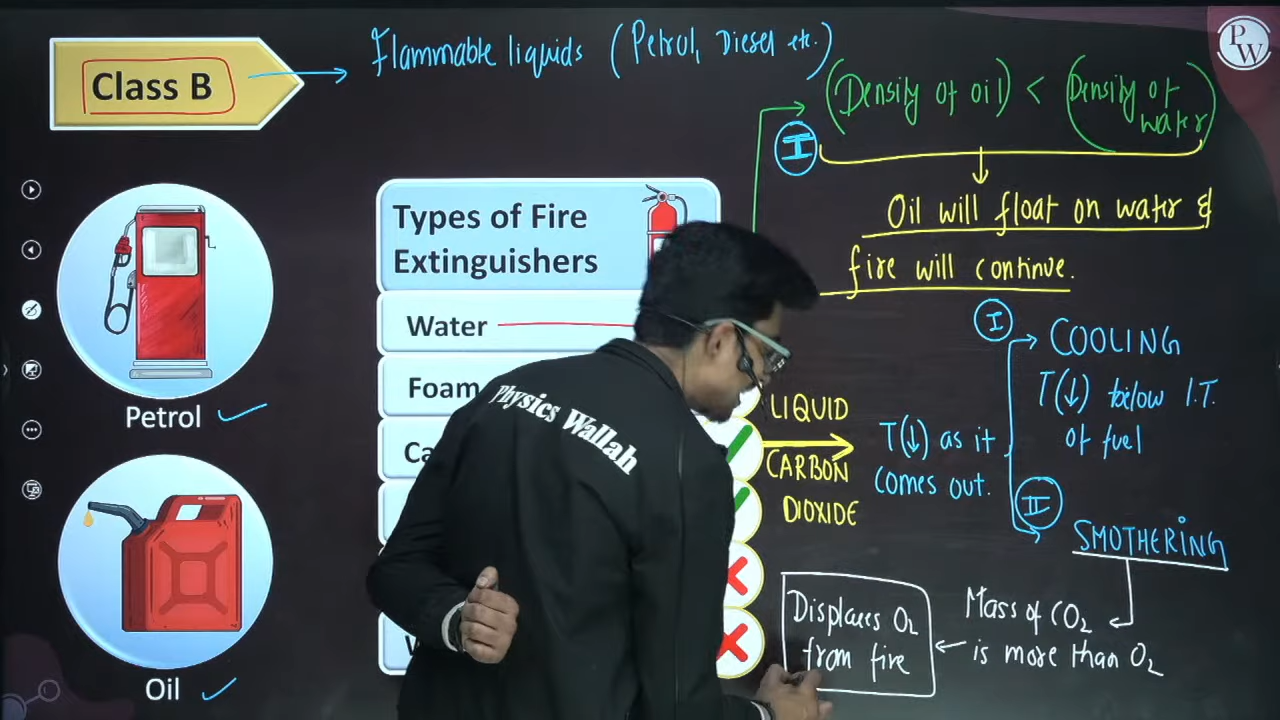 Class B
Flammable liquids (Petrol, Diesel etc.)
PW
(Density of oil) < (Density of
water)
I
Oil will float on water &
fire will continue.
Types of Fire
Extinguishers
Water
Foam
Ca
Petrol
Oil
Physics Wallah
LIQUID
CARBON
DIOXIDE
T(↓) as it
comes out.
I
COOLING
T(↓) below I.T.
of fuel
II
SMOTHERING
Mass of CO2
is more than O2
Displaces O2
from fire